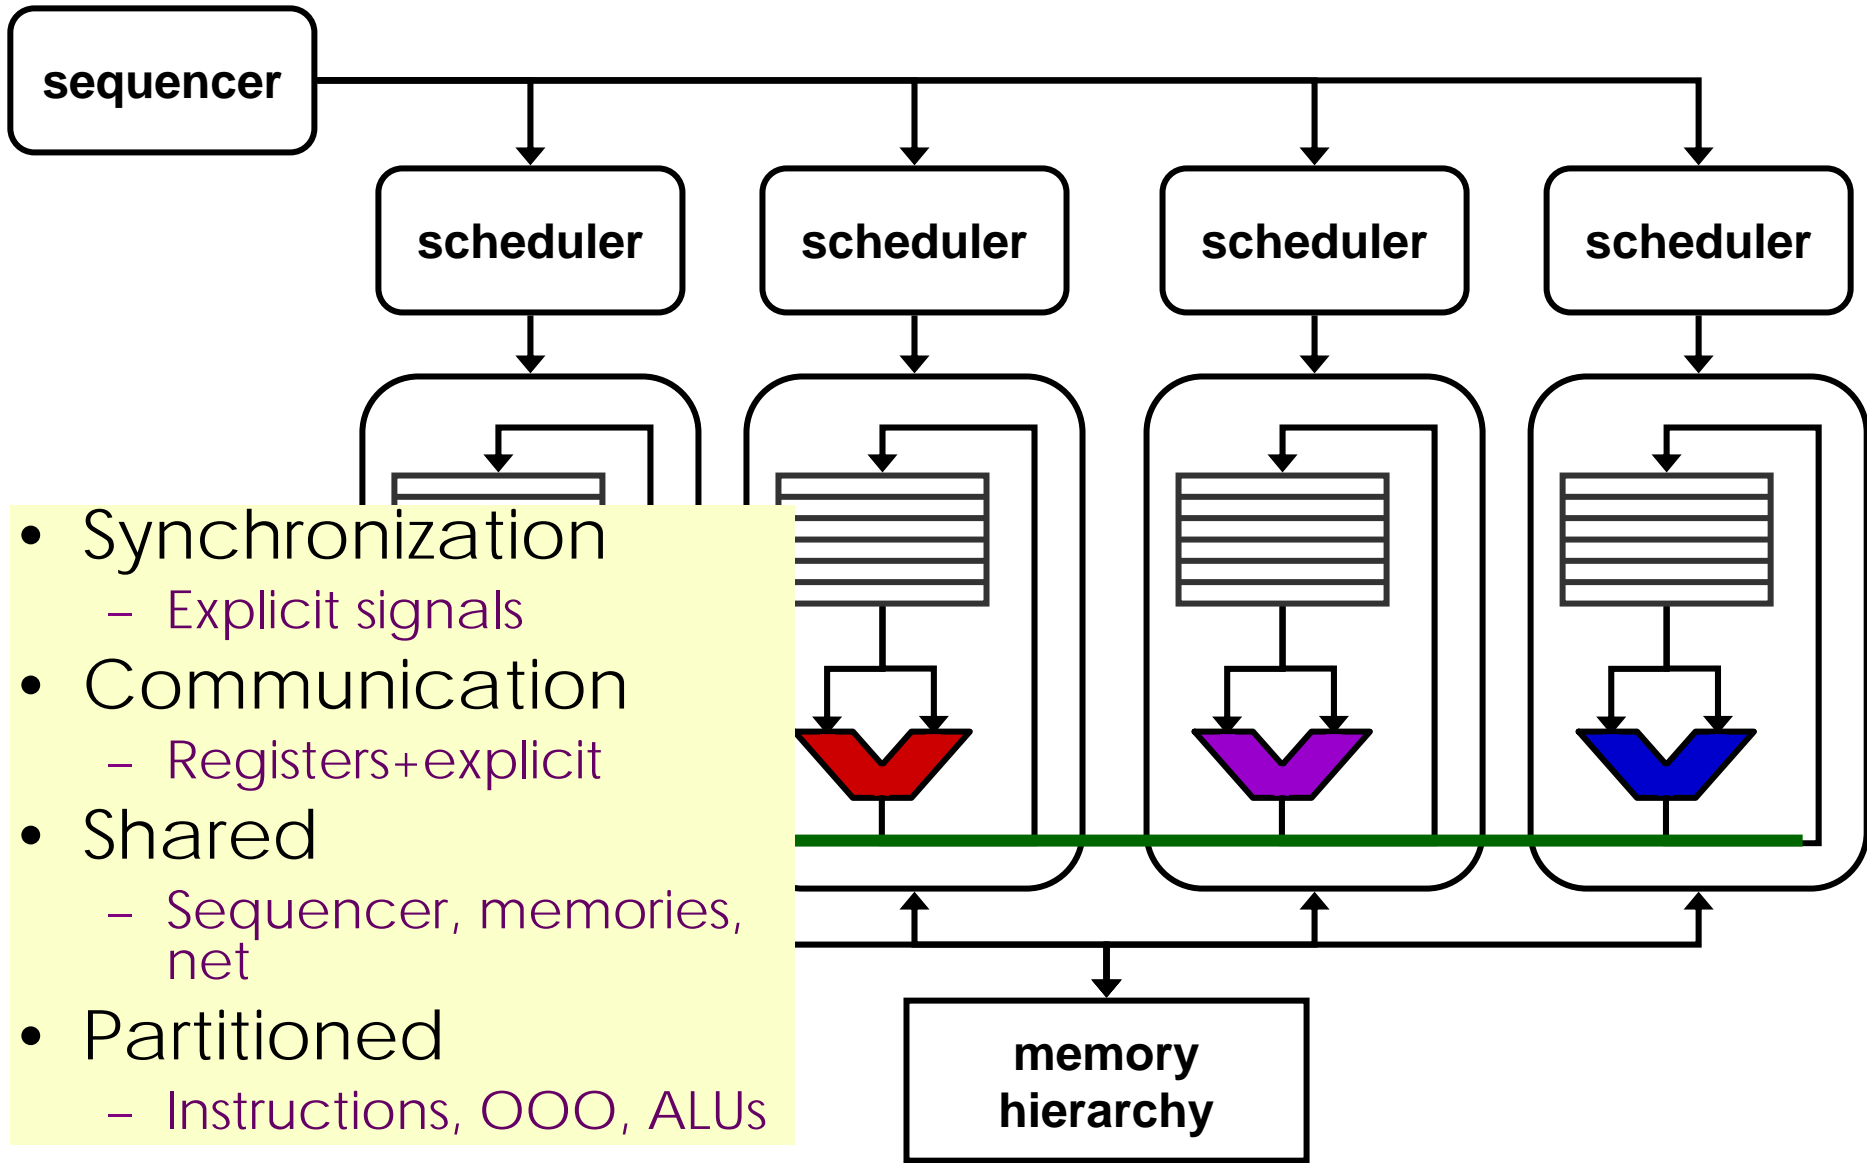 sequencer
scheduler
scheduler
scheduler
scheduler
• Synchronization
– Explicit signals
• Communication
– Registers+explicit
• Shared
– Sequencer, memories,
net
• Partitioned
– Instructions, OOO, ALUs
memory
hierarchy